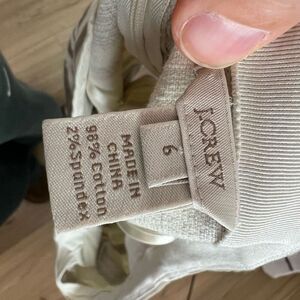 J.CREW
6
MADE IN
CHINA
98% Cotton
2% Spandex